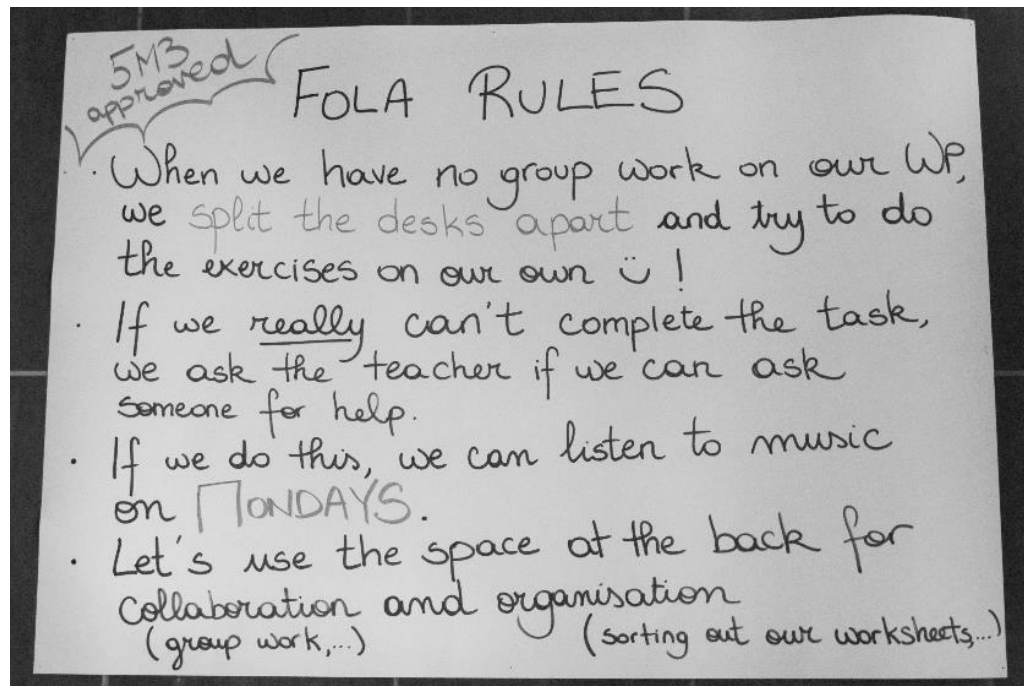 5M3
approved
FOLA RULES
· When we have no group work on our WP,
we split the desks apart and try to do
the exercises on our own ü !
· If we really can't complete the task,
we ask the teacher if we can ask
someone for help.
· If we do this, we can listen to music
on MONDAYS.
· Let's use the space at the back for
collaboration and organisation
(group work,...) (sorting out our worksheets,...)